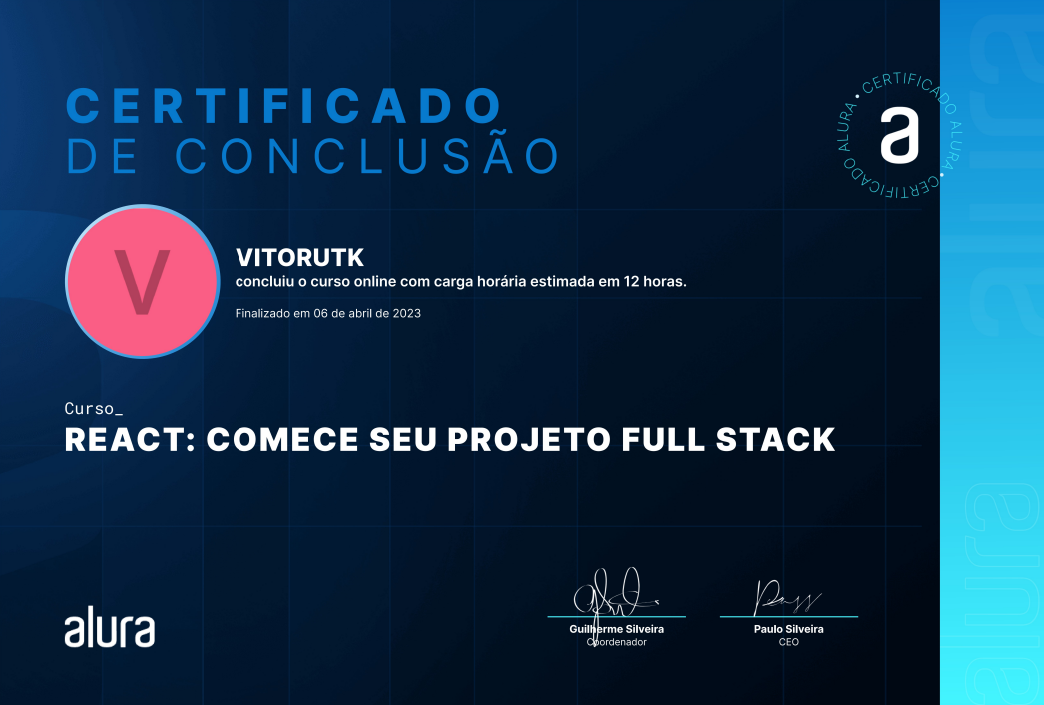 CERTIFICADO
DE CONCLUSÃO
• CERTIFICADO ALURA • CERTIFICADO ALURA
a
V
VITORUTK
concluiu o curso online com carga horária estimada em 12 horas.
Finalizado em 06 de abril de 2023
Curso_
REACT: COMECE SEU PROJETO FULL STACK
alura
Guilherme Silveira
Coordenador
Paulo Silveira
CEO
alura
alura
alura